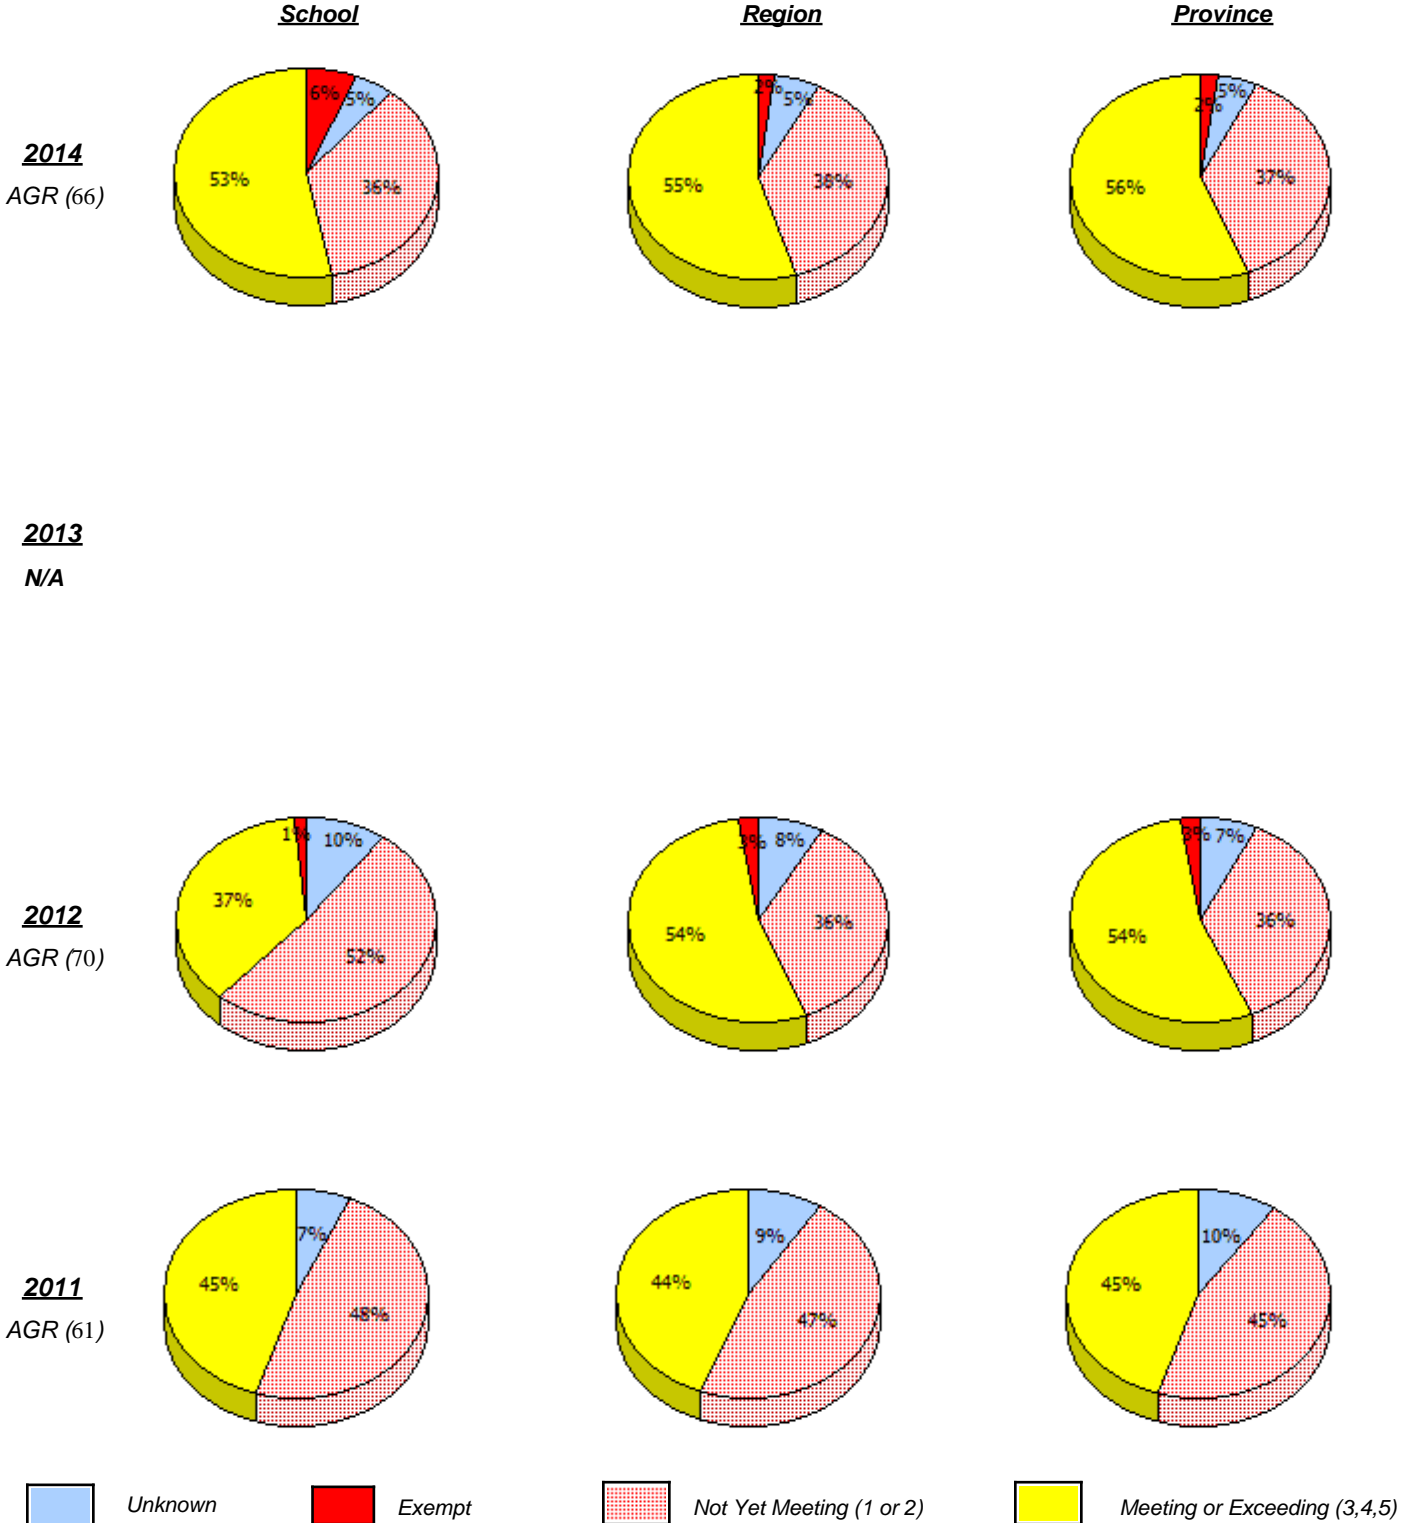 School Region Province
6% 5% 2% 5% 2% 5%
2014
53% 36% 55% 38% 56% 37%
AGR (66)
2013
N/A
1% 10% 3% 8% 3% 7%
37% 54% 36% 54% 36%
2012
AGR (70)
52%
7% 9% 10%
45% 48% 44% 47% 45% 45%
2011
AGR (61)
Unknown Exempt Not Yet Meeting (1 or 2) Meeting or Exceeding (3,4,5)